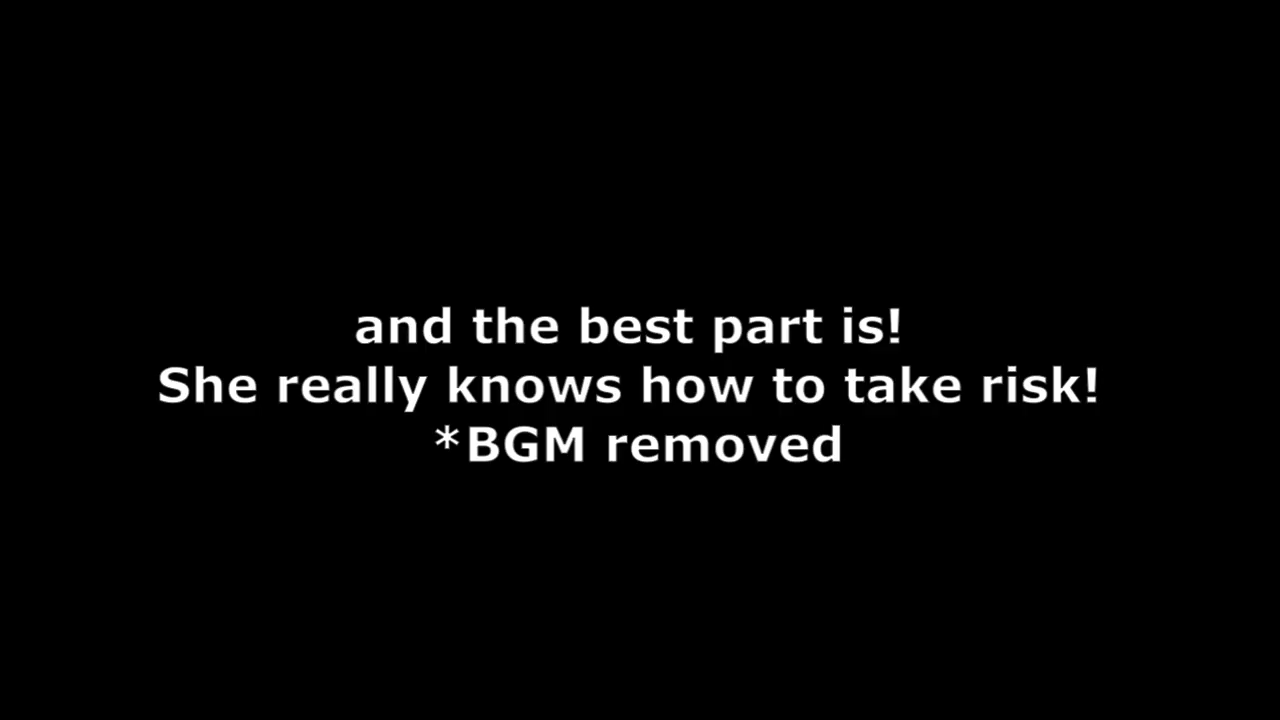 and the best part is!
She really knows how to take risk!
*BGM removed